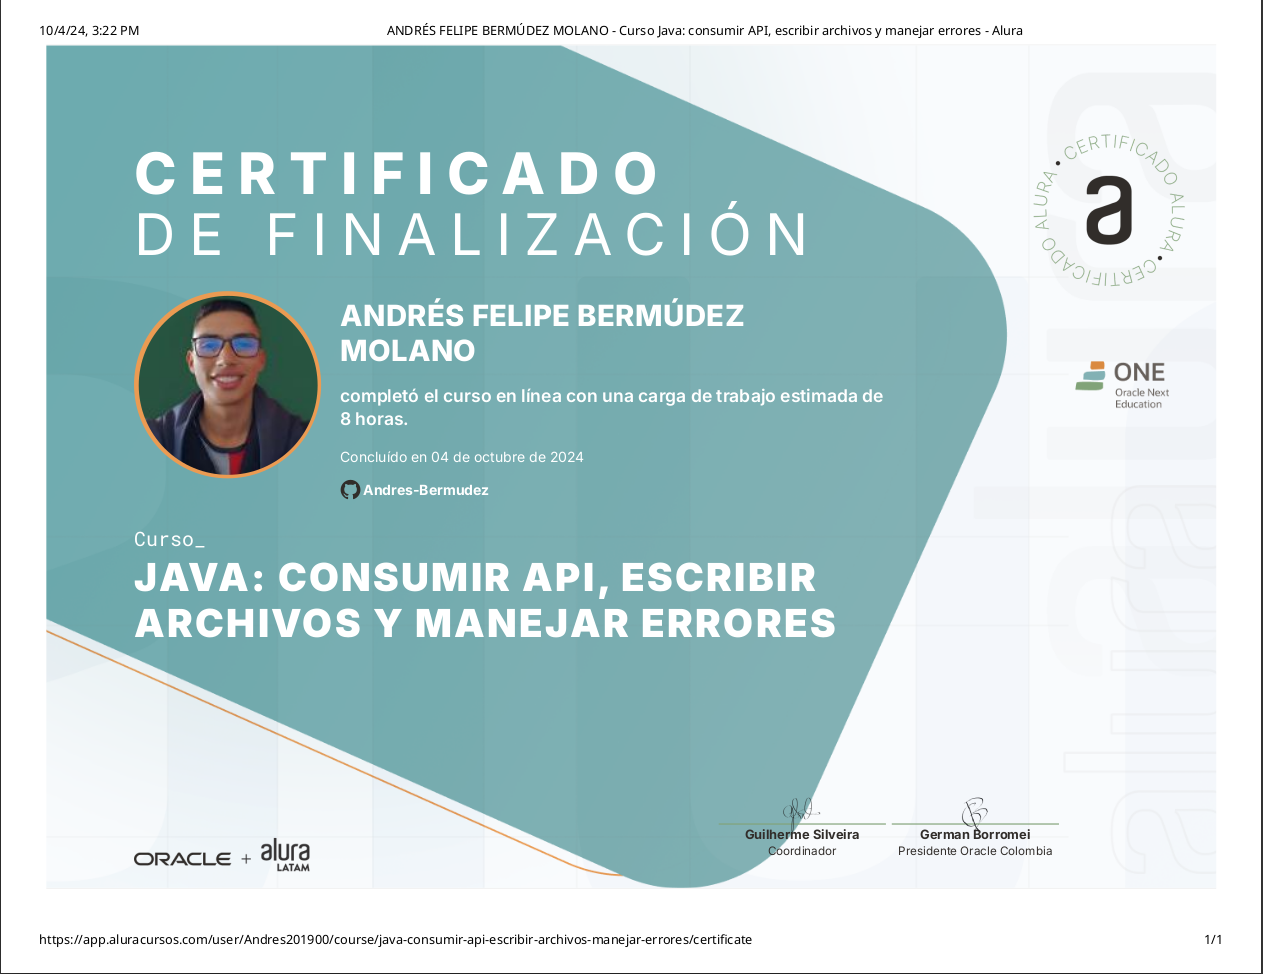 10/4/24, 3:22 PM
ANDRÉS FELIPE BERMÚDEZ MOLANO - Curso Java: consumir API, escribir archivos y manejar errores - Alura
CERTIFICADO
DE FINALIZACIÓN
• CERTIFICADO ALURA • CERTIFICADO ALURA
a
ANDRÉS FELIPE BERMÚDEZ
MOLANO
completó el curso en línea con una carga de trabajo estimada de
8 horas.
Concluído en 04 de octubre de 2024
Andres-Bermudez
ONE
Oracle Next
Education
Curso_
JAVA: CONSUMIR API, ESCRIBIR
ARCHIVOS Y MANEJAR ERRORES
Guilherme Silveira
Coordinador
German Borromei
Presidente Oracle Colombia
ORACLE + alura
LATAM
alura
alura
https://app.aluracursos.com/user/Andres201900/course/java-consumir-api-escribir-archivos-manejar-errores/certificate
1/1